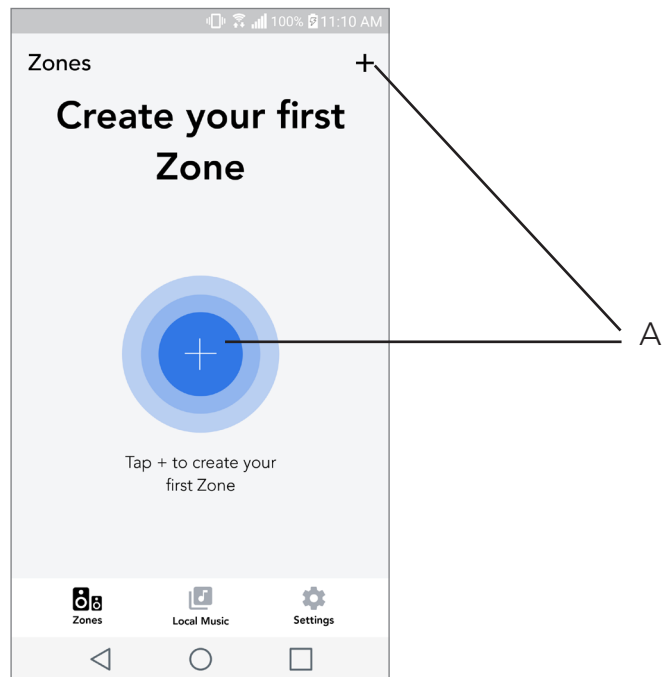 100% 11:10 AM
Zones +
Create your first
Zone
A
Tap + to create your
first Zone
Zones Local Music Settings